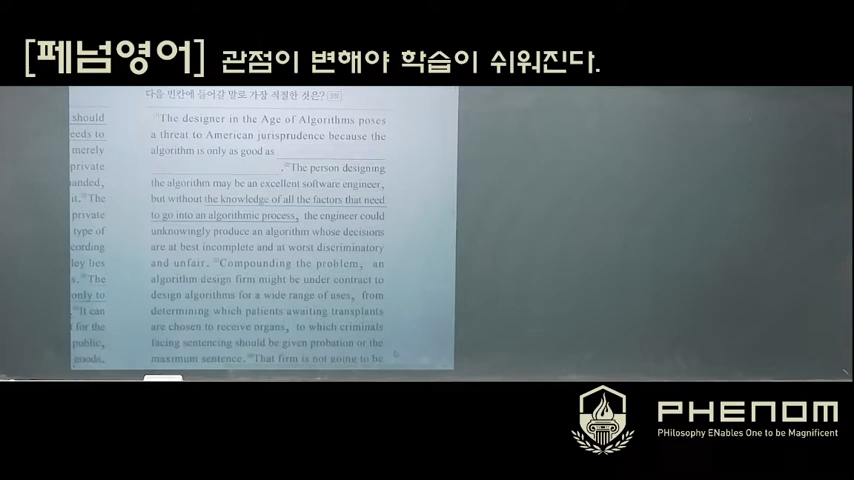 [페넘영어] 관점이 변해야 학습이 쉬워진다.
다음 빈칸에 들어갈 말로 가장 적절한 것은?
should
eeds to
merely
private
anded,
it. The
private
type of
cording
ley lies
s. The
only to
It can
t for the
public,
goods.
The designer in the Age of Algorithms poses
a threat to American jurisprudence because the
algorithm is only as good as
. The person designing
the algorithm may be an excellent software engineer,
but without the knowledge of all the factors that need
to go into an algorithmic process, the engineer could
unknowingly produce an algorithm whose decisions
are at best incomplete and at worst discriminatory
and unfair. Compounding the problem, an
algorithm design firm might be under contract to
design algorithms for a wide range of uses, from
determining which patients awaiting transplants
are chosen to receive organs, to which criminals
facing sentencing should be given probation or the
maximum sentence. That firm is not going to be
PHENOM
PHilosophy ENables One to be Magnificent